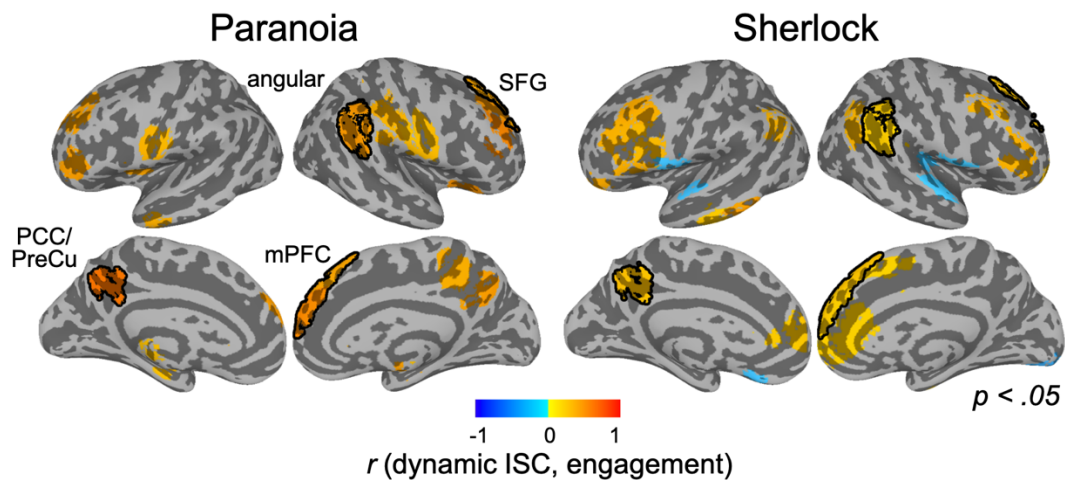 Paranoia
Sherlock
angular
SFG
PCC/
PreCu
mPFC
p < .05
-1 0 1
r (dynamic ISC, engagement)